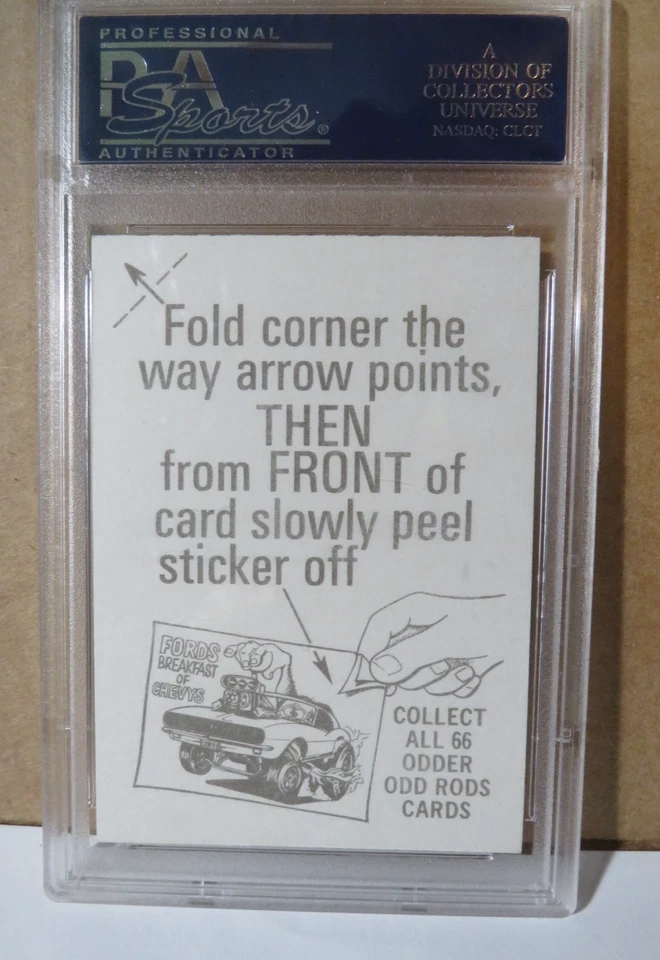 PROFESSIONAL
PSA
Sports®
AUTHENTICATOR
A
DIVISION OF
COLLECTORS
UNIVERSE
NASDAQ: CLCT
Fold corner the
way arrow points,
THEN
from FRONT of
card slowly peel
sticker off
FORDS
BREAKFAST
OF
CHEVYS
COLLECT
ALL 66
ODDER
ODD RODS
CARDS